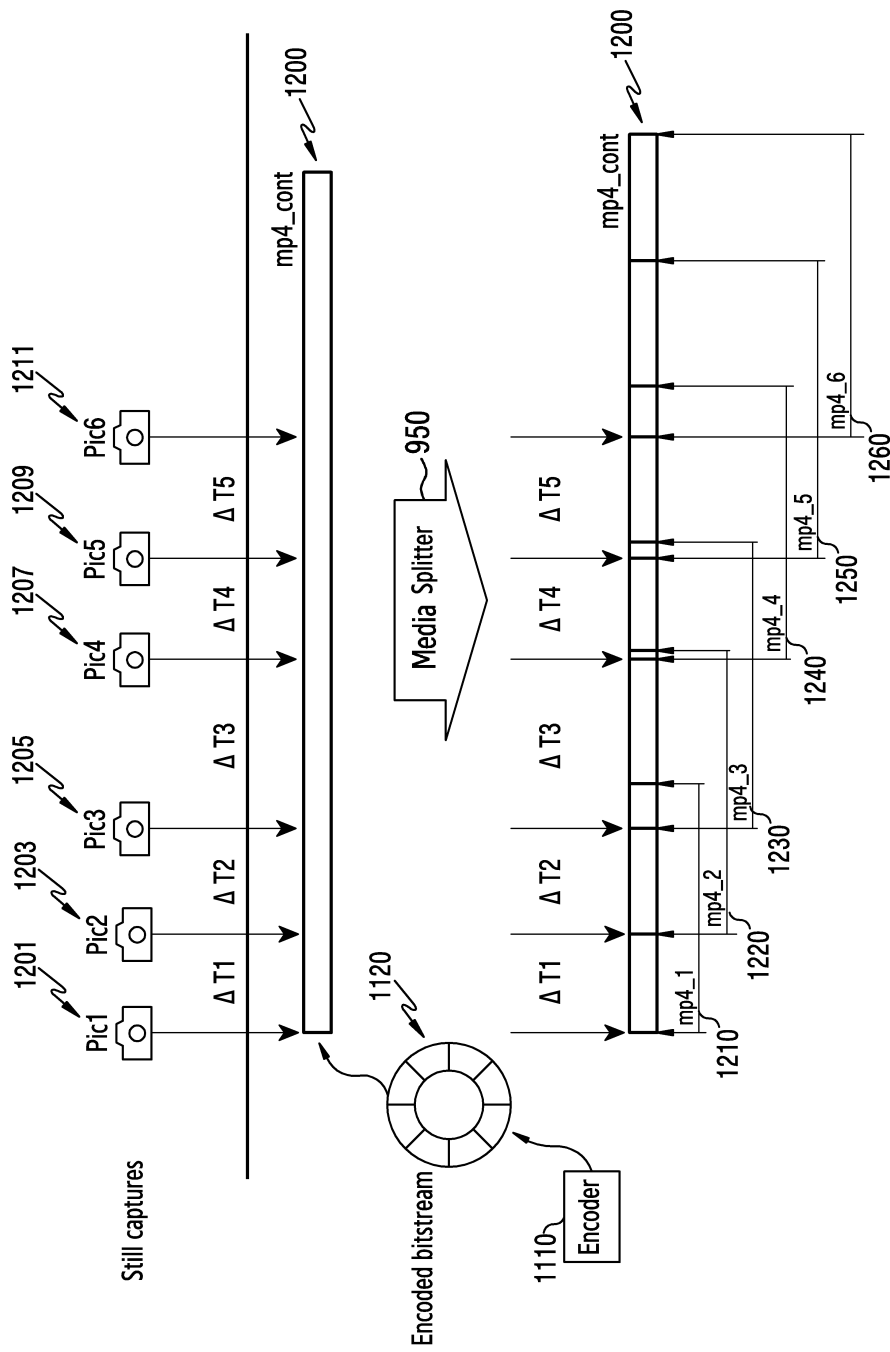 1201
1203
1205
1207
1209
1211
Pic1
Pic2
Pic3
Pic4
Pic5
Pic6
Still captures
Δ T1
Δ T2
Δ T3
Δ T4
Δ T5
mp4_cont
1200
1120
Encoded bitstream
1110
Encoder
Media Splitter
950
Δ T1
Δ T2
Δ T3
Δ T4
Δ T5
mp4_cont
1200
mp4_1
1210
mp4_2
1220
mp4_3
1230
mp4_4
1240
mp4_5
1250
mp4_6
1260